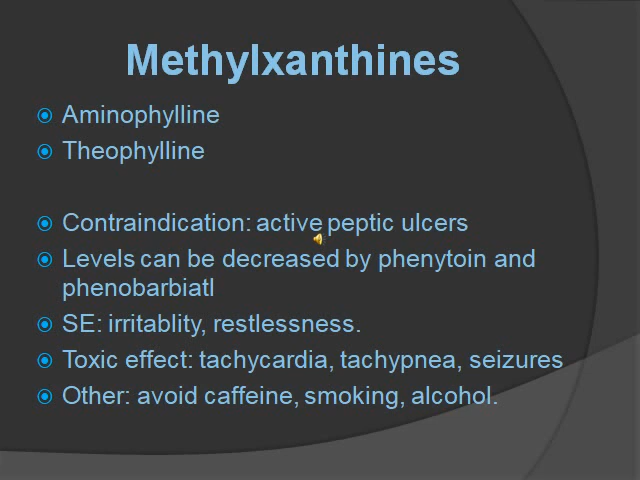 Methylxanthines
Aminophylline
Theophylline
Contraindication: active peptic ulcers
Levels can be decreased by phenytoin and
phenobarbiatl
SE: irritablity, restlessness.
Toxic effect: tachycardia, tachypnea, seizures
Other: avoid caffeine, smoking, alcohol.